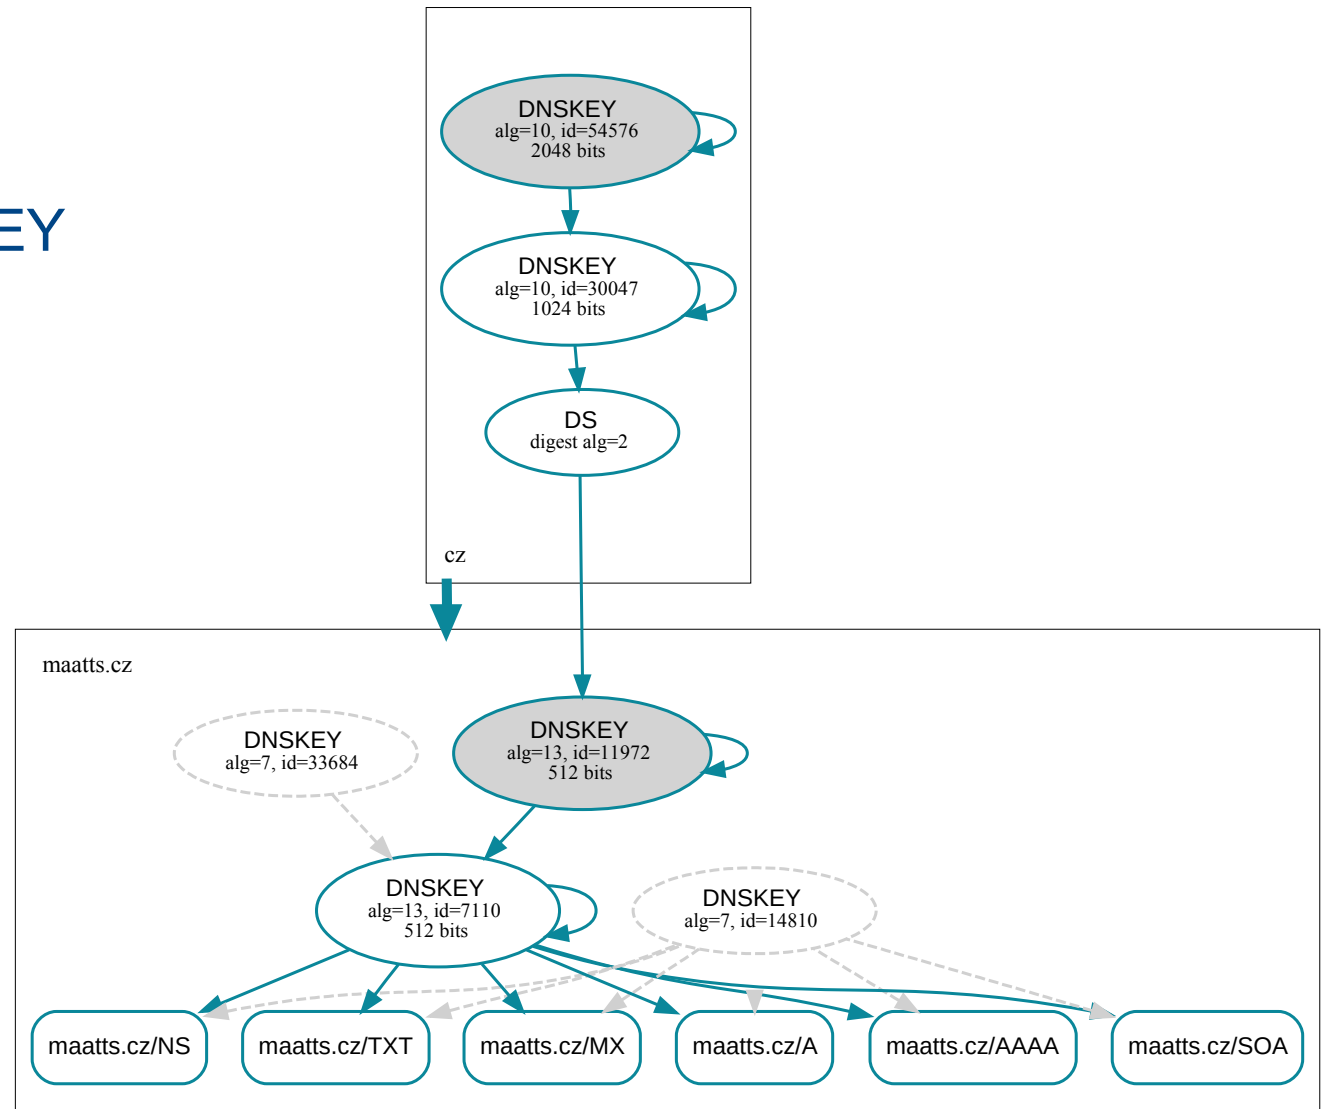 EY
DNSKEY
alg=10, id=54576
2048 bits
DNSKEY
alg=10, id=30047
1024 bits
DS
digest alg=2
cz
maatts.cz
DNSKEY
alg=7, id=33684
DNSKEY
alg=13, id=11972
512 bits
DNSKEY
alg=13, id=7110
512 bits
DNSKEY
alg=7, id=14810
maatts.cz/NS
maatts.cz/TXT
maatts.cz/MX
maatts.cz/A
maatts.cz/AAAA
maatts.cz/SOA